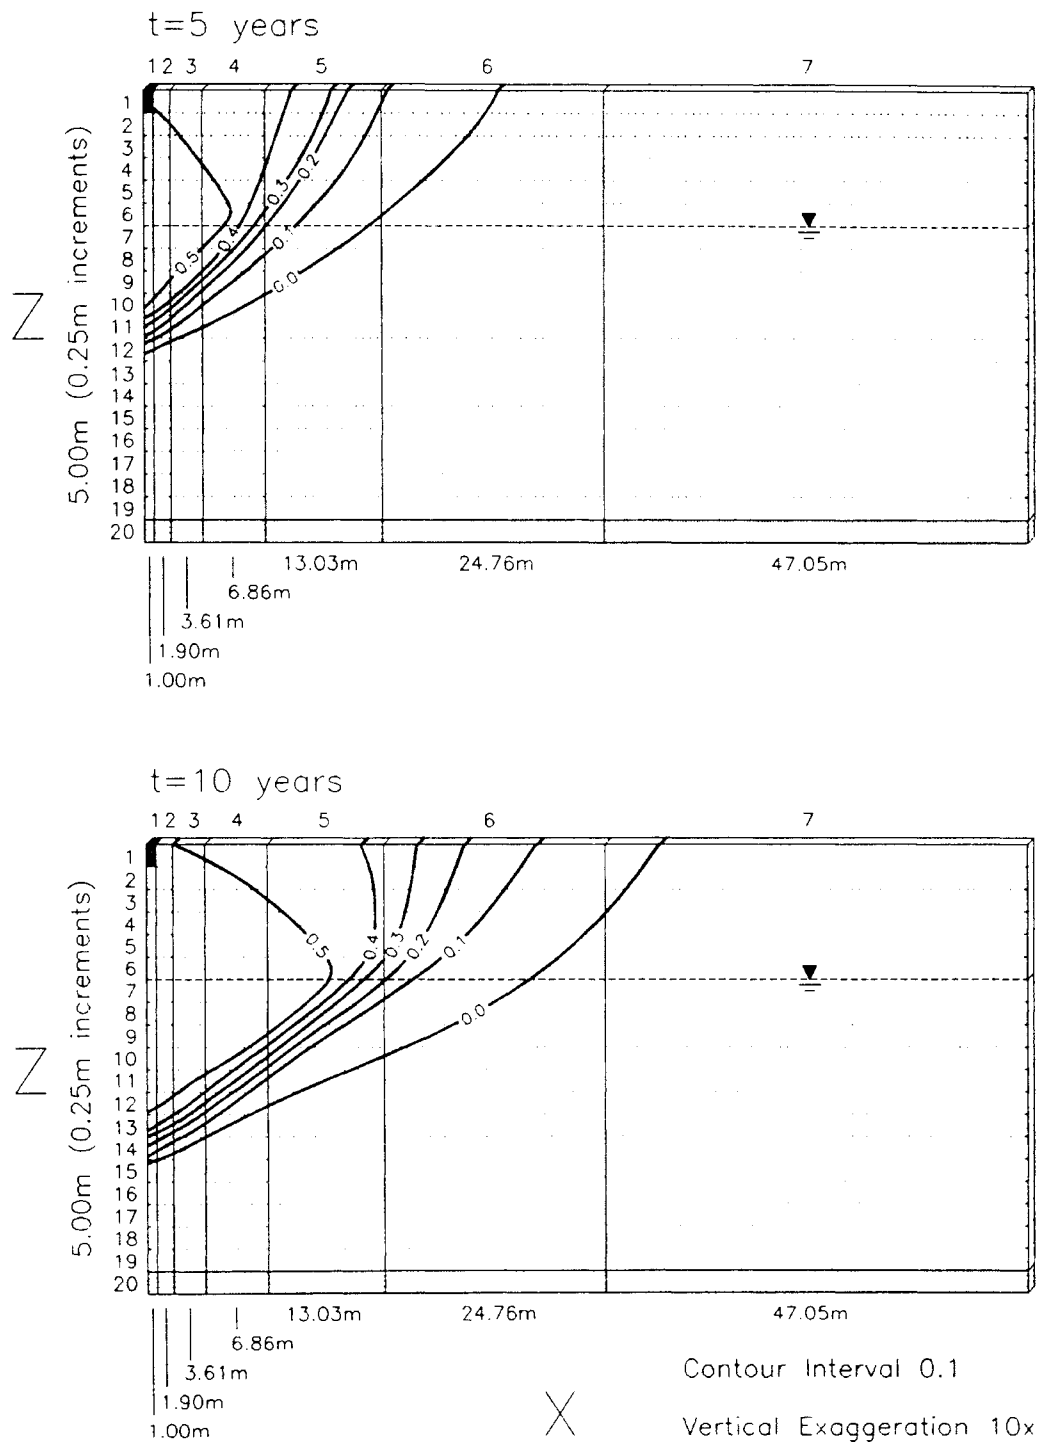 t=5 years
1 2 3 4 5 6 7
1
2
3
4
5
6
7
8
9
10
11
12
13
14
15
16
17
18
19
20
Z
5.00m (0.25m increments)
0.5
0.4
0.3
0.2
0.1
0.0
13.03m 24.76m 47.05m
6.86m
3.61m
1.90m
1.00m
t=10 years
1 2 3 4 5 6 7
1
2
3
4
5
6
7
8
9
10
11
12
13
14
15
16
17
18
19
20
Z
5.00m (0.25m increments)
0.5
0.4
0.3
0.2
0.1
0.0
13.03m 24.76m 47.05m
6.86m
3.61m
1.90m
1.00m
X
Contour Interval 0.1
Vertical Exaggeration 10x